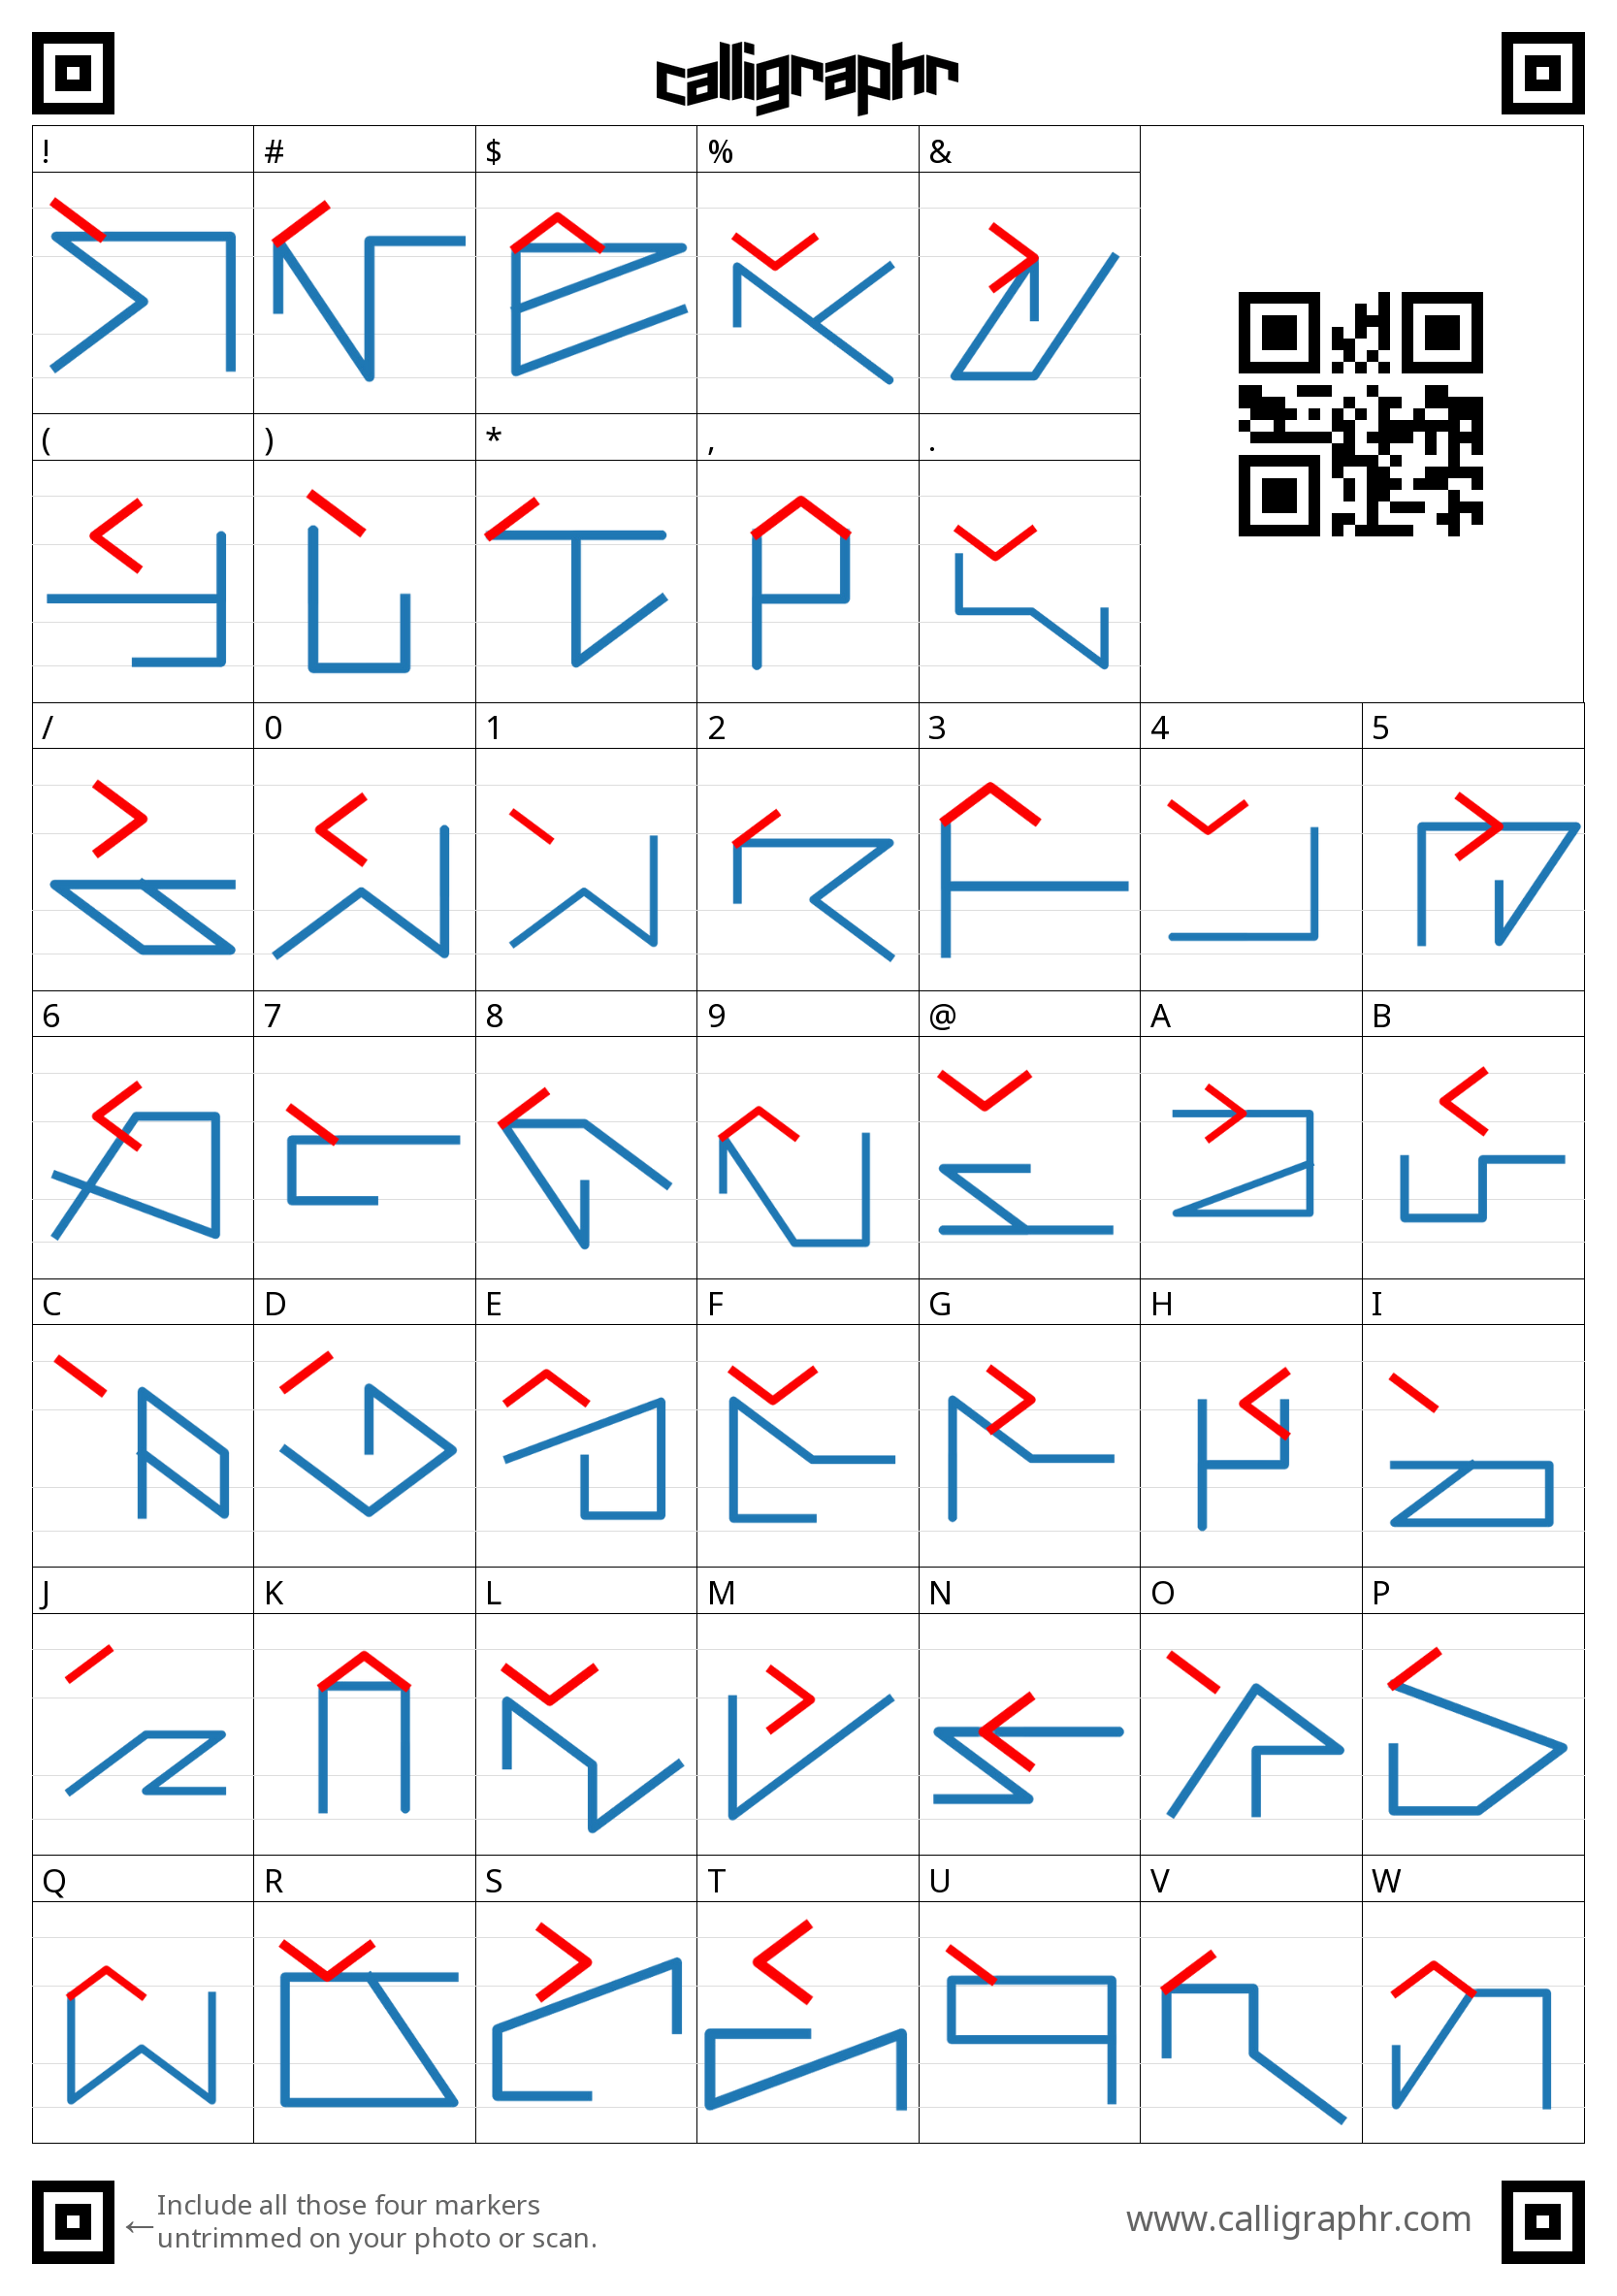 calligraphr
! # $ % &
( ) * , .
/ 0 1 2 3 4 5
6 7 8 9 @ A B
C D E F G H I
J K L M N O P
Q R S T U V W
←Include all those four markers
untrimmed on your photo or scan.
www.calligraphr.com